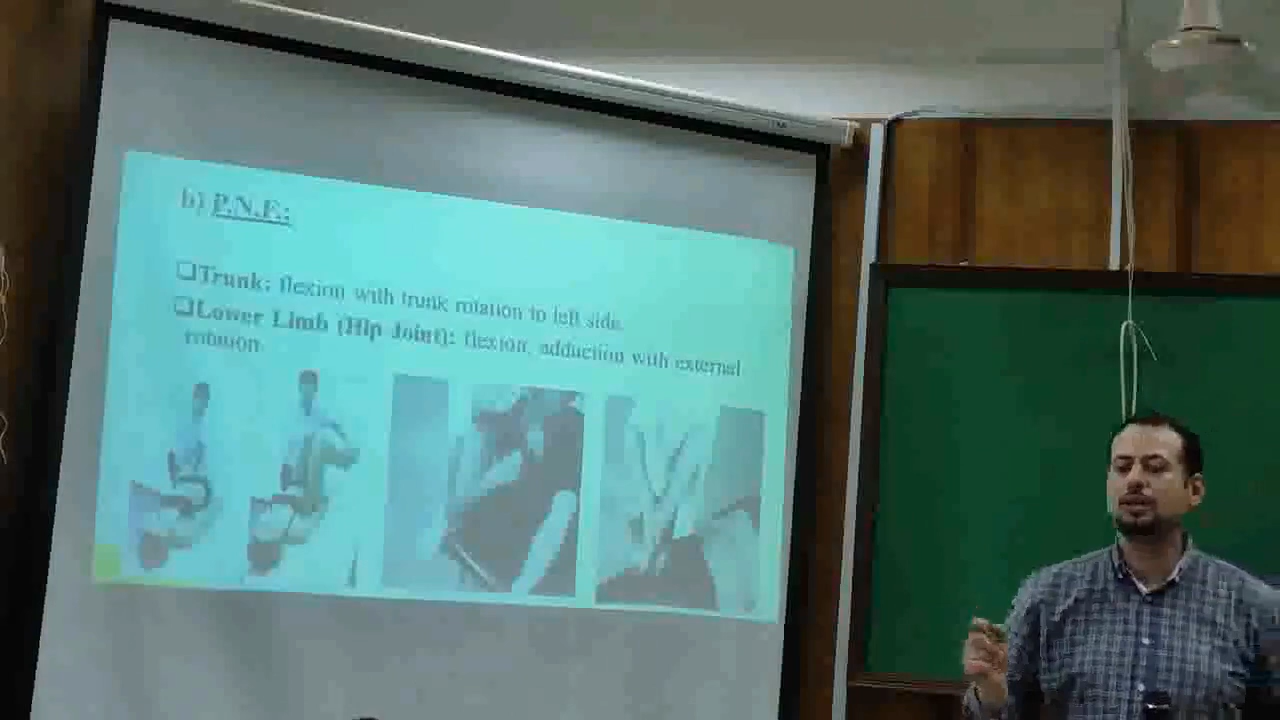 b) P.N.F.:
❑Trunk: flexion with trunk rotation to left side.
❑Lower Limb (Hip Joint): flexion, adduction with external
rotation